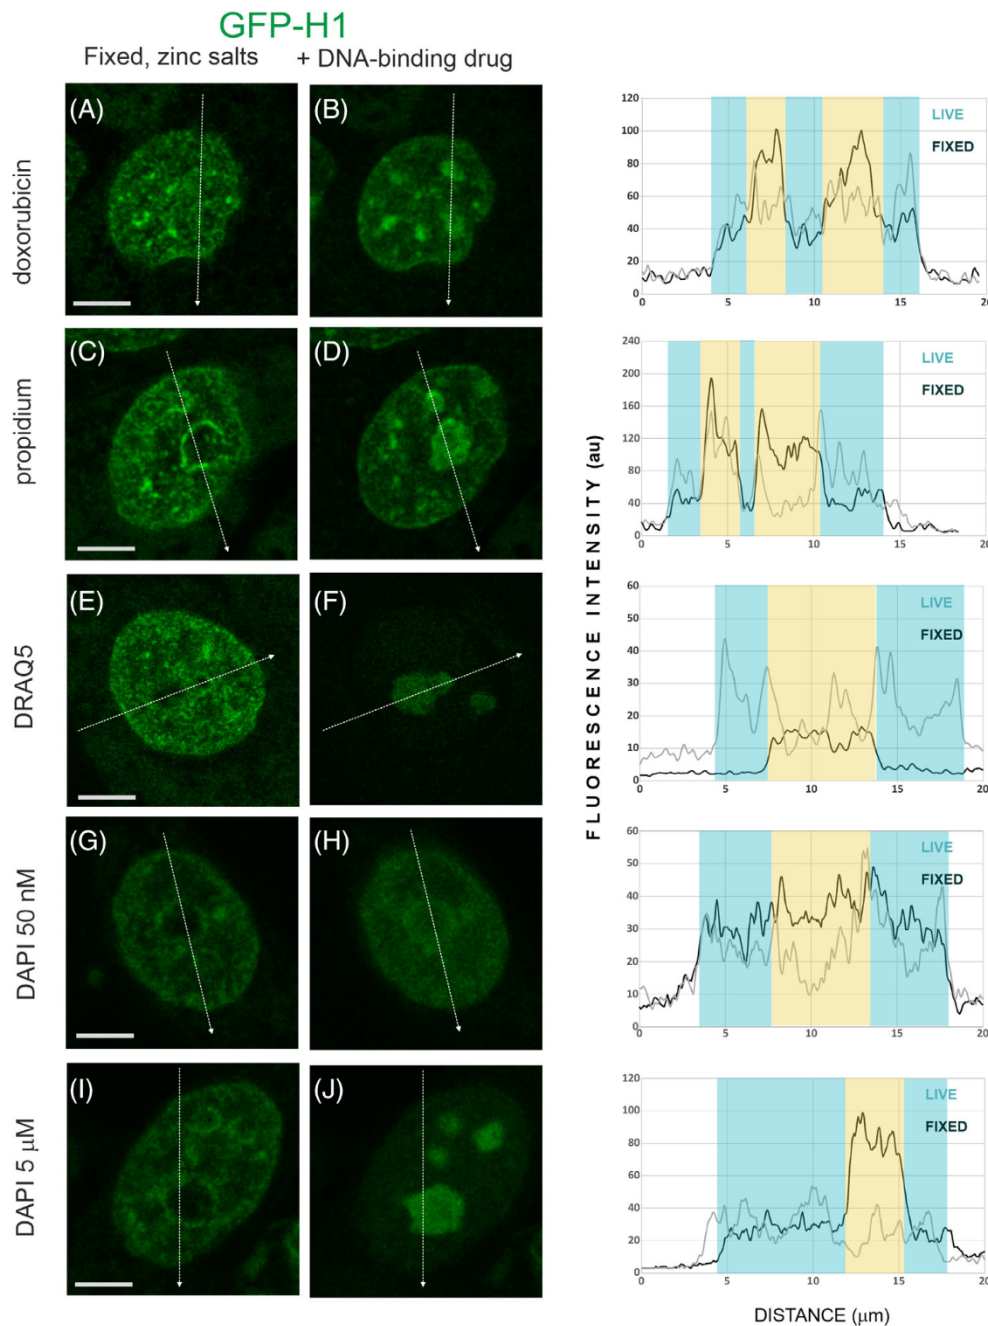 GFP-H1
Fixed, zinc salts + DNA-binding drug
doxorubicin
(A)
(B)
120
100
80
60
40
20
0
0 5 10 15 20
LIVE
FIXED
propidium
(C)
(D)
240
200
160
120
80
40
0
0 5 10 15 20
LIVE
FIXED
DRAQ5
(E)
(F)
60
50
40
30
20
10
0
0 5 10 15 20
LIVE
FIXED
DAPI 50 nM
(G)
(H)
60
50
40
30
20
10
0
0 5 10 15 20
LIVE
FIXED
DAPI 5 µM
(I)
(J)
120
100
80
60
40
20
0
0 5 10 15 20
LIVE
FIXED
FLUORESCENCE INTENSITY (au)
DISTANCE (µm)